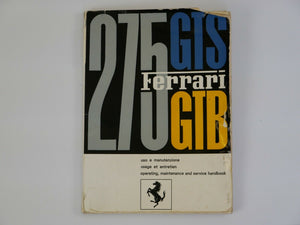 275 GTS
Ferrari
GTB
uso e manutenzione
usage et entretien
operating, maintenance and service handbook